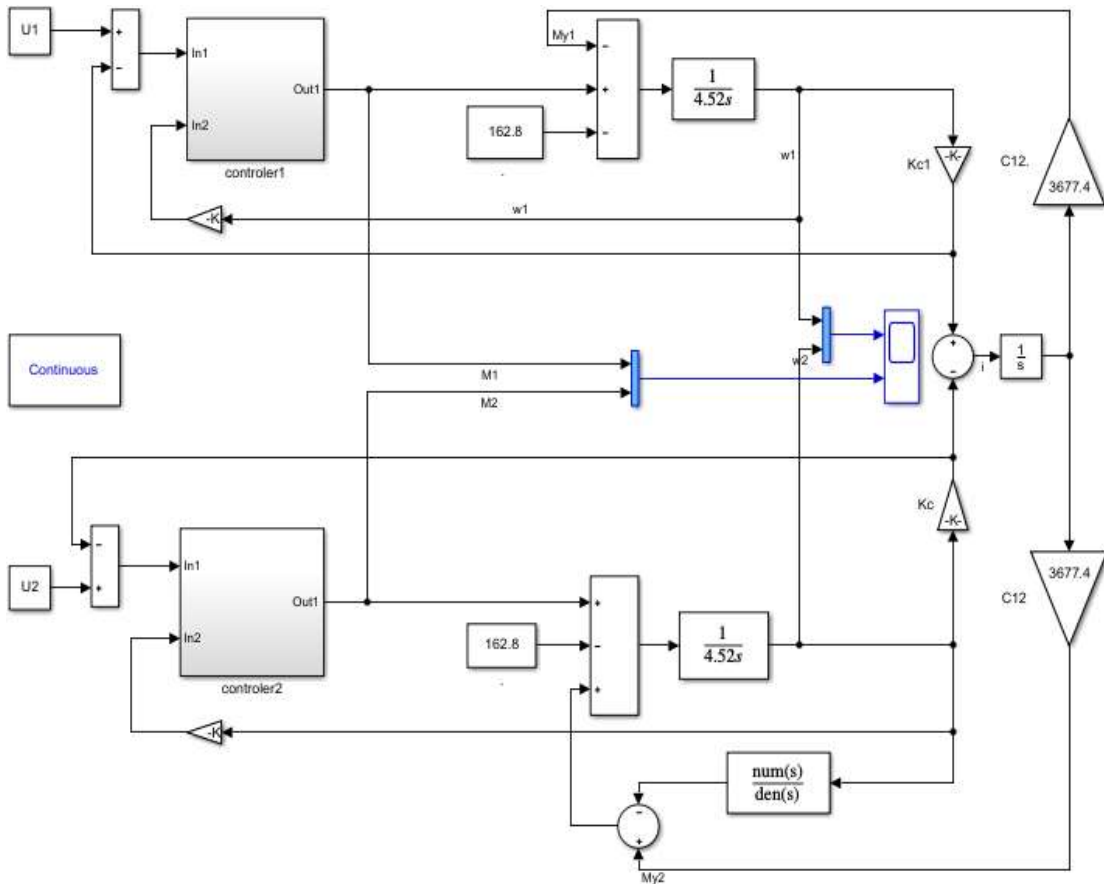 U1
+
−
In1
In2
Out1
controler1
My1
−
+
−
162.8
.
1
4.52s
w1
Kc1
-K-
C12.
3677.4
-K
w1
Continuous
M1
M2
w2
+
−
i
1
s
Kc
-K-
−
+
U2
In1
In2
Out1
controler2
+
−
+
162.8
.
1
4.52s
3677.4
C12
-K
num(s)
den(s)
−
+
My2